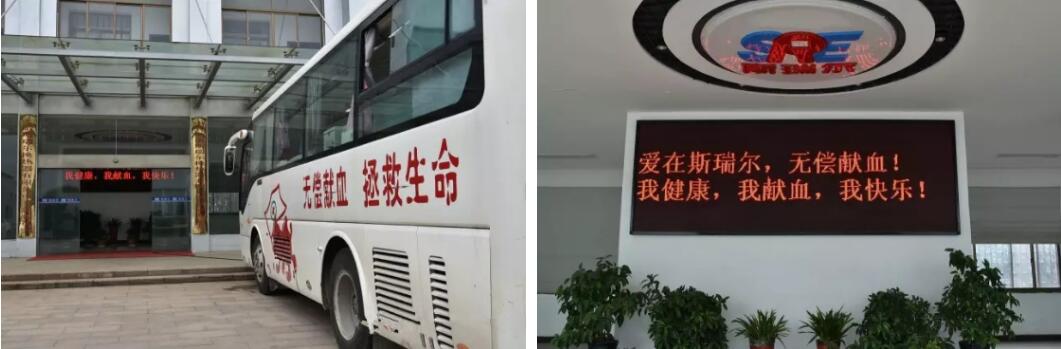 我健康，我献血，我快乐！
无偿献血 拯救生命
爱在斯瑞尔，无偿献血！
我健康，我献血，我快乐！